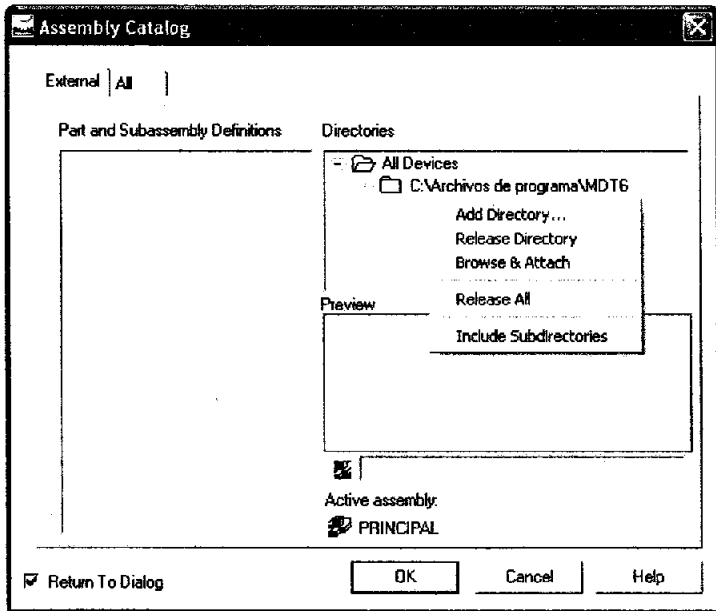 Assembly Catalog
External All
Part and Subassembly Definitions
Directories
All Devices
C:\Archivos de programa\MDT6
Add Directory...
Release Directory
Browse & Attach
Release All
Include Subdirectories
Preview
Active assembly:
PRINCIPAL
Return To Dialog
OK
Cancel
Help